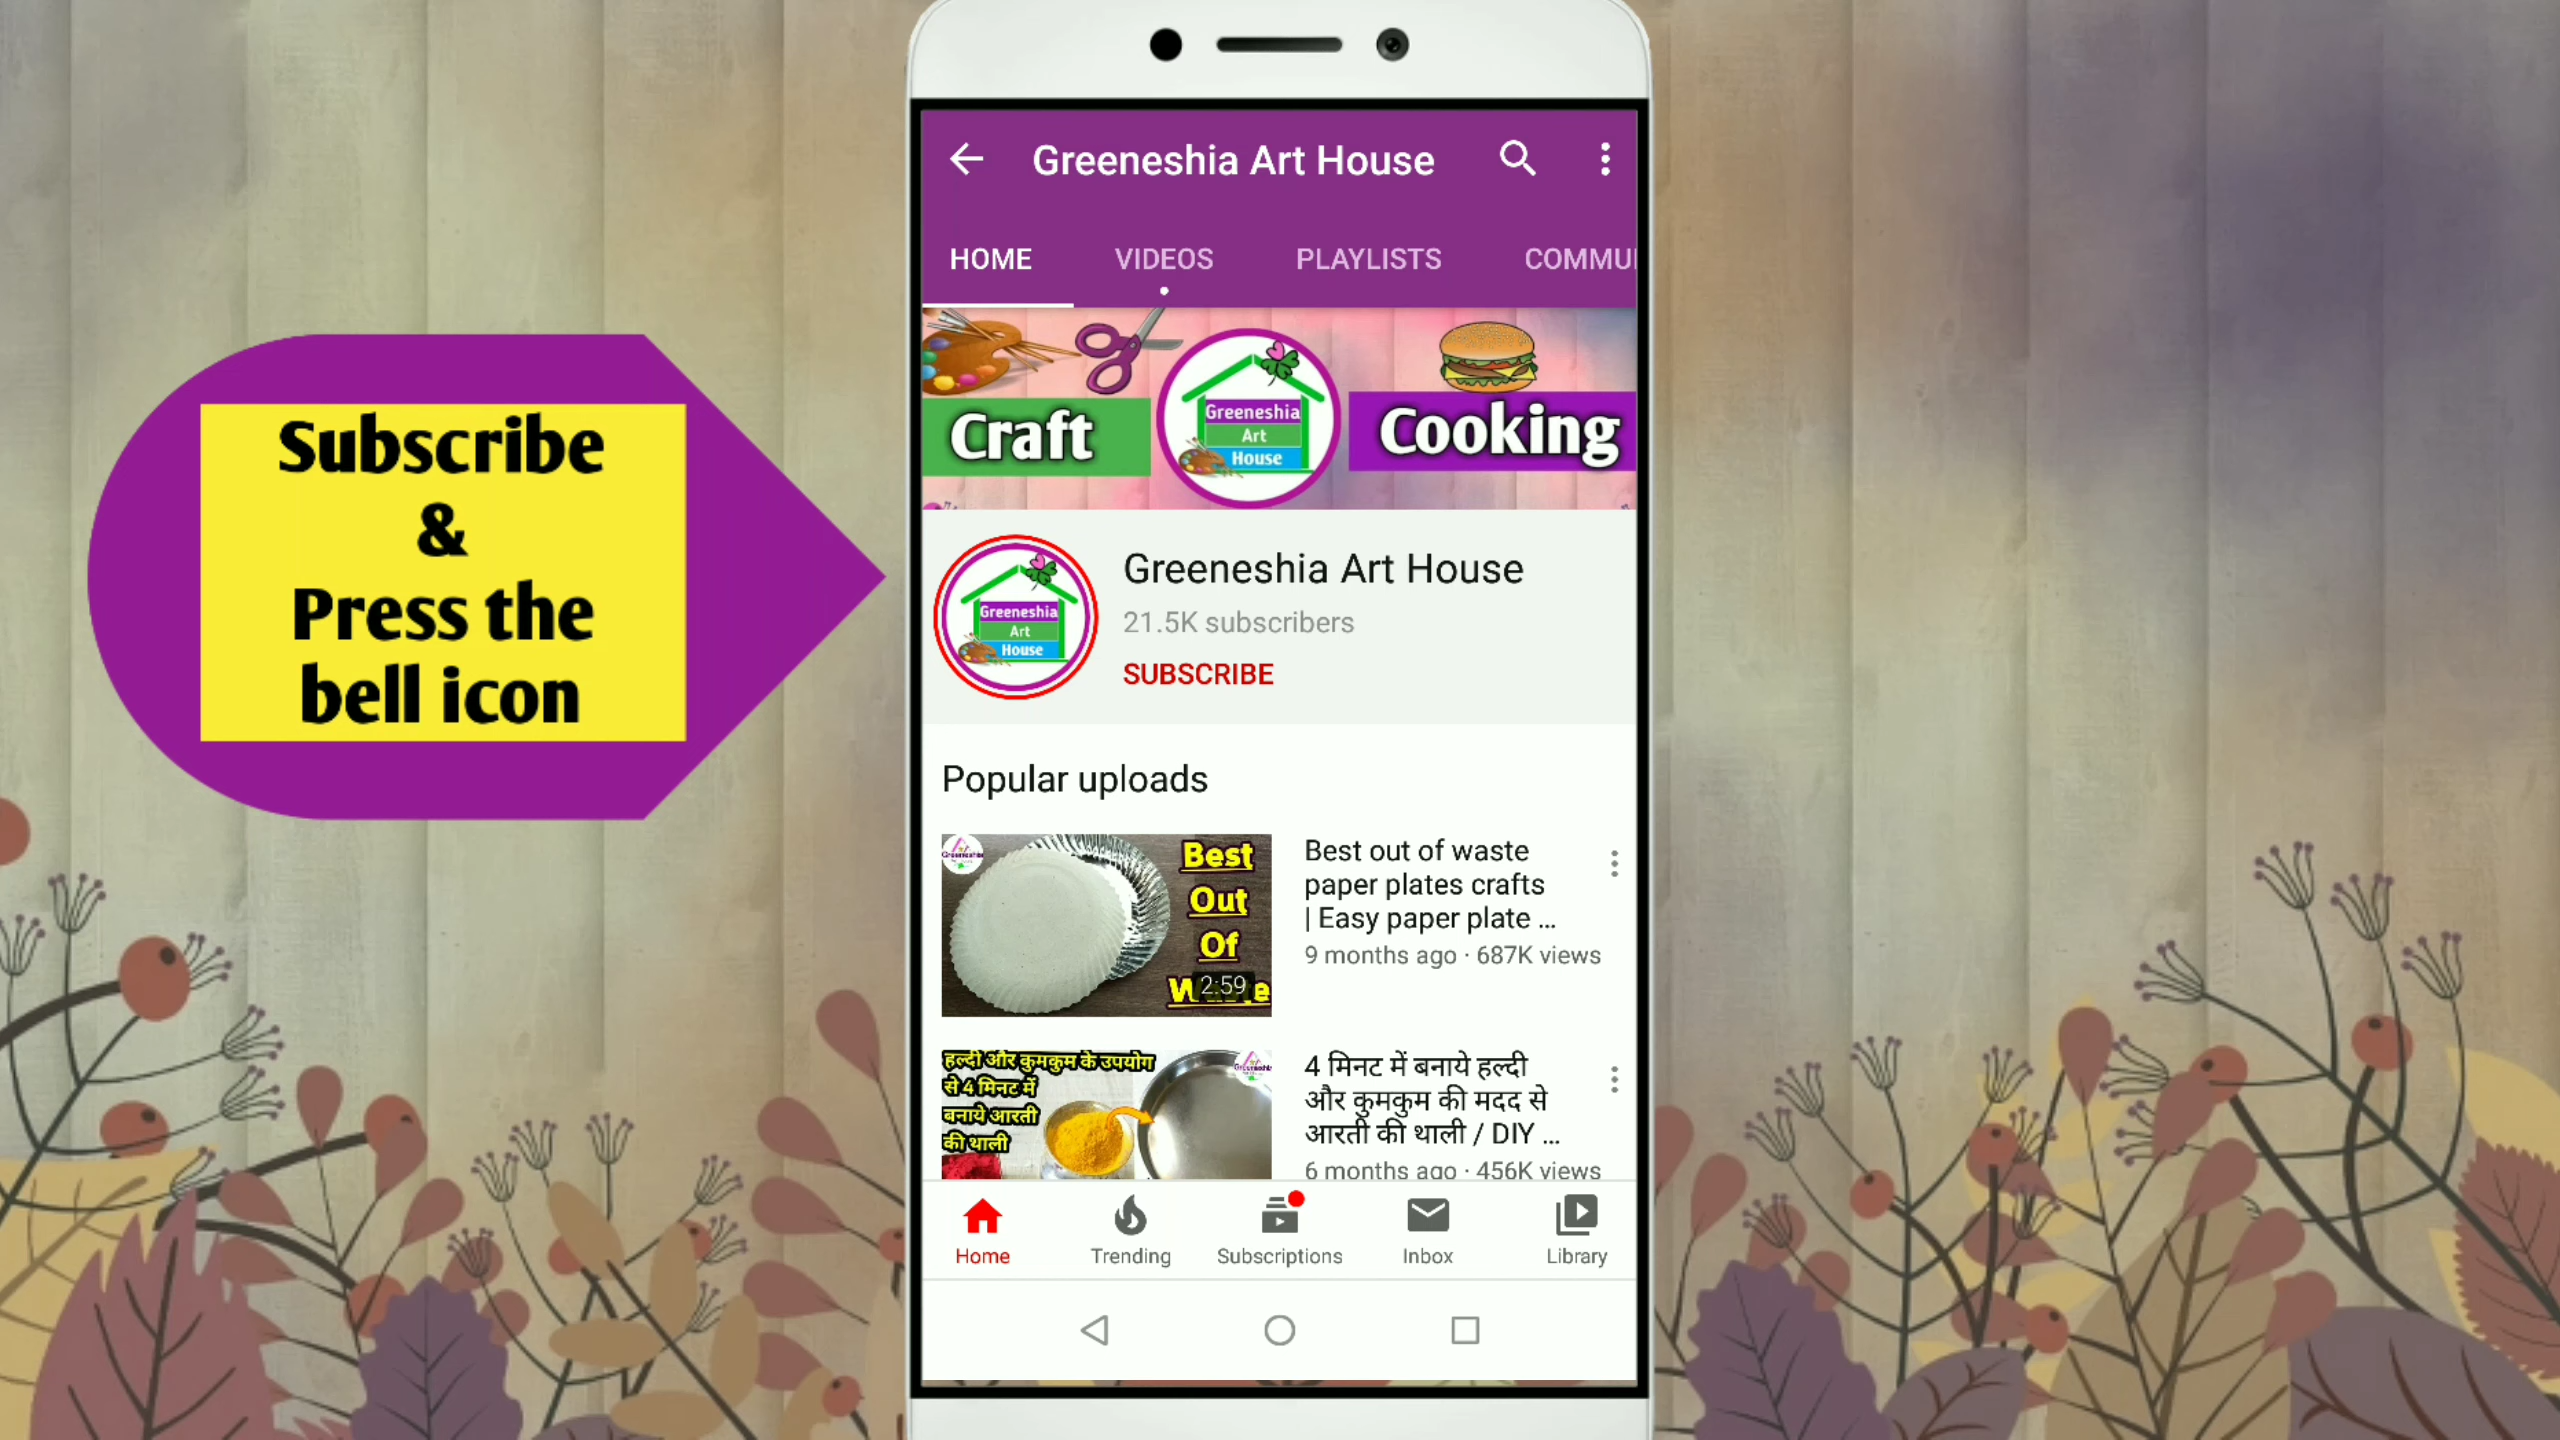 Subscribe
&
Press the
bell icon
Greeneshia Art House
HOME VIDEOS PLAYLISTS COMMU
Craft
Greeneshia
Art
House
Cooking
Greeneshia
Art
House
Greeneshia Art House
21.5K subscribers
SUBSCRIBE
Popular uploads
Greeneshia
Best
Out
Of
Waste
2:59
Best out of waste
paper plates crafts
| Easy paper plate ...
9 months ago · 687K views
हल्दी और कुमकुम के उपयोग
से 4 मिनट में
बनाये आरती
की थाली
Greeneshia
4 मिनट में बनाये हल्दी
और कुमकुम की मदद से
आरती की थाली / DIY ...
6 months ago · 456K views
Home Trending Subscriptions Inbox Library